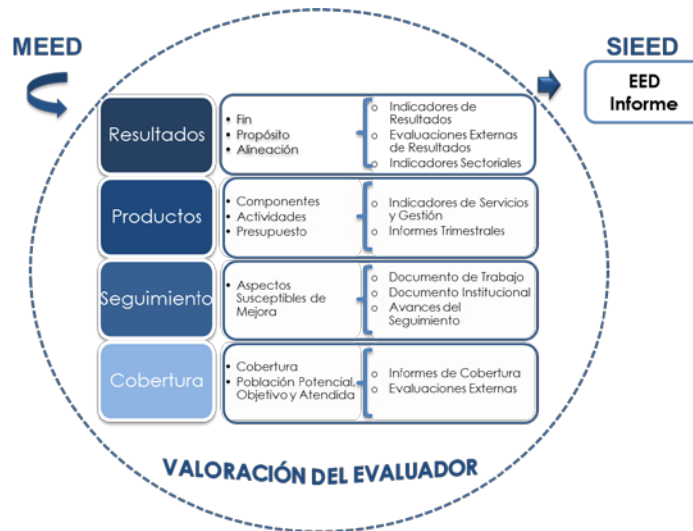 MEED
SIEED
EED
Informe
Resultados
• Fin
• Propósito
• Alineación
o Indicadores de
Resultados
o Evaluaciones Externas
de Resultados
o Indicadores Sectoriales
Productos
• Componentes
• Actividades
• Presupuesto
o Indicadores de Servicios
y Gestión
o Informes Trimestrales
Seguimiento
• Aspectos
Susceptibles de
Mejora
o Documento de Trabajo
o Documento Institucional
o Avances del
Seguimiento
Cobertura
• Cobertura
• Población Potencial,
Objetivo y Atendida
o Informes de Cobertura
o Evaluaciones Externas
VALORACIÓN DEL EVALUADOR